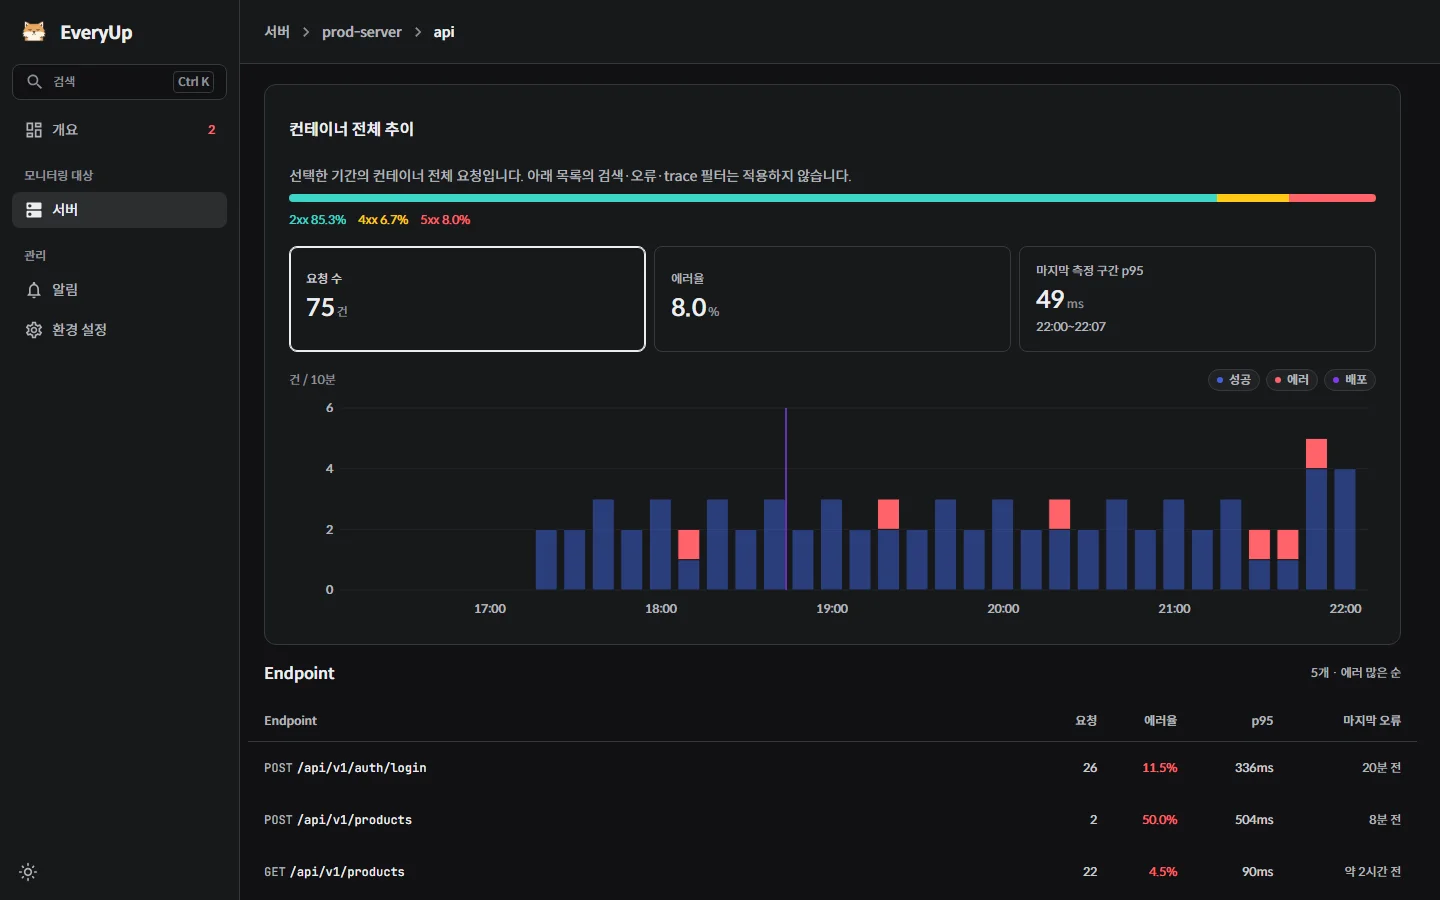 EveryUp
검색 Ctrl K
개요 2
모니터링 대상
서버
관리
알림
환경 설정
서버 > prod-server > api
컨테이너 전체 추이
선택한 기간의 컨테이너 전체 요청입니다. 아래 목록의 검색·오류·trace 필터는 적용하지 않습니다.
2xx 85.3% 4xx 6.7% 5xx 8.0%
요청 수
75건
에러율
8.0%
마지막 측정 구간 p95
49ms
22:00~22:07
건 / 10분
성공 에러 배포
6
4
2
0
17:00 18:00 19:00 20:00 21:00 22:00
Endpoint 5개 · 에러 많은 순
Endpoint 요청 에러율 p95 마지막 오류
POST /api/v1/auth/login 26 11.5% 336ms 20분 전
POST /api/v1/products 2 50.0% 504ms 8분 전
GET /api/v1/products 22 4.5% 90ms 약 2시간 전